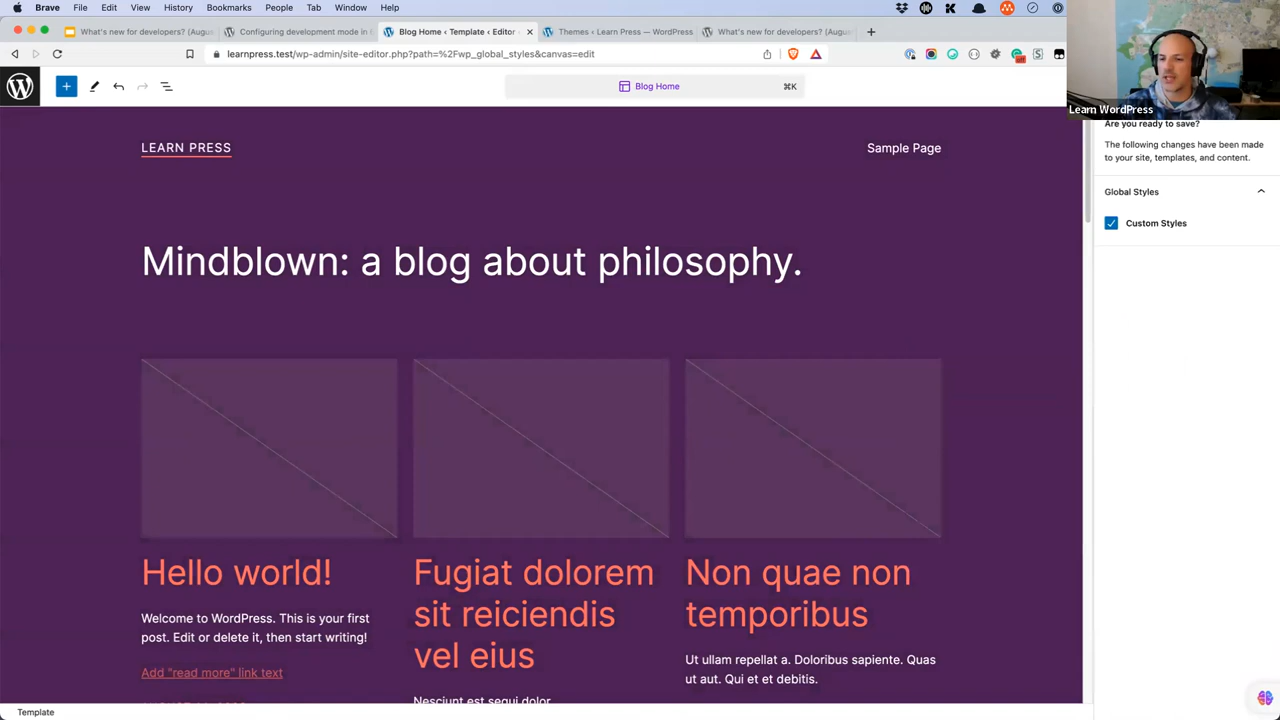 Brave File Edit View History Bookmarks People Tab Window Help
What's new for developers? (Augus
Configuring development mode in
Blog Home ‹ Template ‹ Editor
Themes ‹ Learn Press — WordPress
What's new for developers? (Augus
learnpress.test/wp-admin/site-editor.php?path=%2Fwp_global_styles&canvas=edit
Blog Home
⌘K
Learn WordPress
Are you ready to save?
The following changes have been made
to your site, templates, and content.
Global Styles
Custom Styles
LEARN PRESS
Sample Page
Mindblown: a blog about philosophy.
Hello world!
Welcome to WordPress. This is your first
post. Edit or delete it, then start writing!
Add "read more" link text
Fugiat dolorem
sit reiciendis
vel eius
Nesciunt est sequi dolor
Non quae non
temporibus
Ut ullam repellat a. Doloribus sapiente. Quas
ut aut. Qui et et debitis.
Template